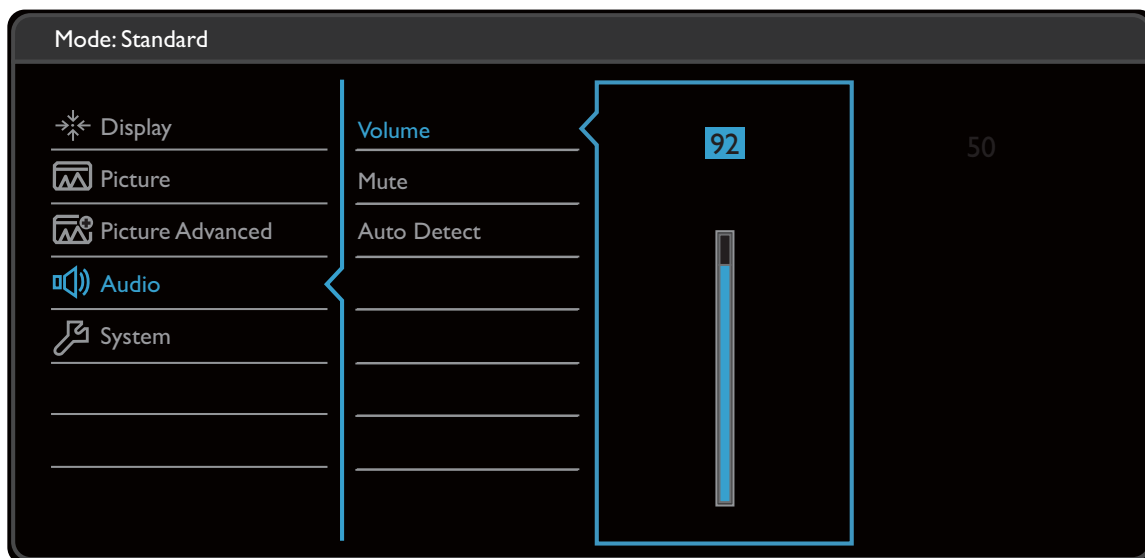 Mode: Standard
Display
Picture
Picture Advanced
Audio
System
Volume
Mute
Auto Detect
92
50